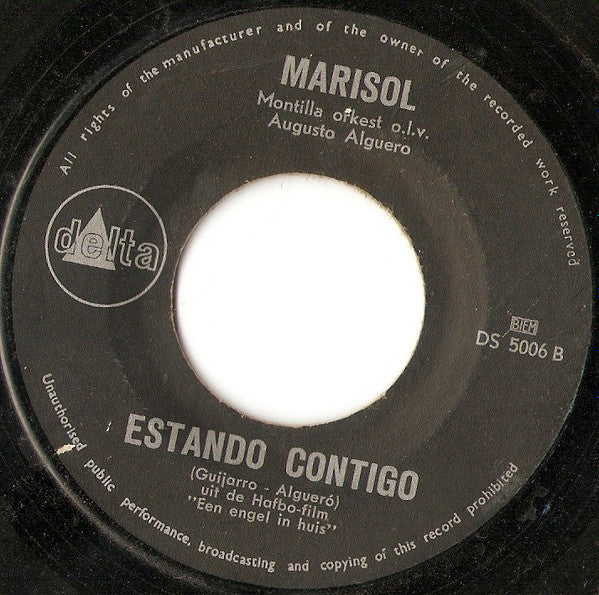 All rights of the manufacturer and of the owner of the recorded work reserved
MARISOL
Montilla orkest o.l.v.
Augusto Alguero
delta
BIEM
DS 5006 B
ESTANDO CONTIGO
(Guijarro - Algueró)
uit de Hafbo-film
,,Een engel in huis"
Unauthorised public performance, broadcasting and copying of this record prohibited